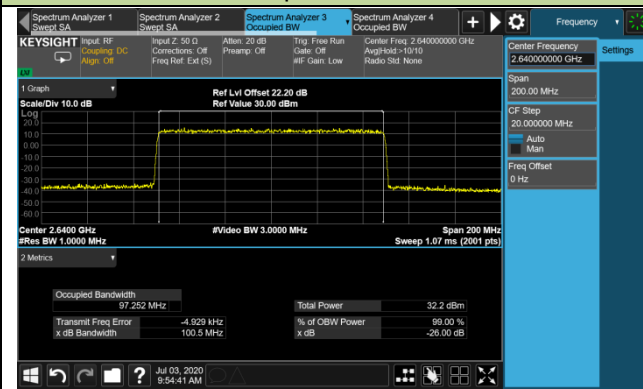 Spectrum Analyzer 1
Swept SA
Spectrum Analyzer 2
Swept SA
Spectrum Analyzer 3
Occupied BW
Spectrum Analyzer 4
Occupied BW
Frequency
KEYSIGHT
Input: RF
Coupling: DC
Align: Off
Input Z: 50 Ω
Corrections: Off
Freq Ref: Ext (S)
Atten: 20 dB
Preamp: Off
Trig: Free Run
Gate: Off
#IF Gain: Low
Center Freq: 2.640000000 GHz
Avg|Hold:>10/10
Radio Std: None
LM
Center Frequency
2.640000000 GHz
Settings
Span
200.00 MHz
CF Step
20.000000 MHz
Auto
Man
Freq Offset
0 Hz
1 Graph
Scale/Div 10.0 dB
Ref Lvl Offset 22.20 dB
Ref Value 30.00 dBm
Log
20.0
10.0
0.00
-10.0
-20.0
-30.0
-40.0
-50.0
-60.0
Center 2.6400 GHz
#Res BW 1.0000 MHz
#Video BW 3.0000 MHz
Span 200 MHz
Sweep 1.07 ms (2001 pts)
2 Metrics
Occupied Bandwidth
97.252 MHz
Total Power 32.2 dBm
Transmit Freq Error -4.929 kHz
% of OBW Power 99.00 %
x dB Bandwidth 100.5 MHz
x dB -26.00 dB
Jul 03, 2020
9:54:41 AM